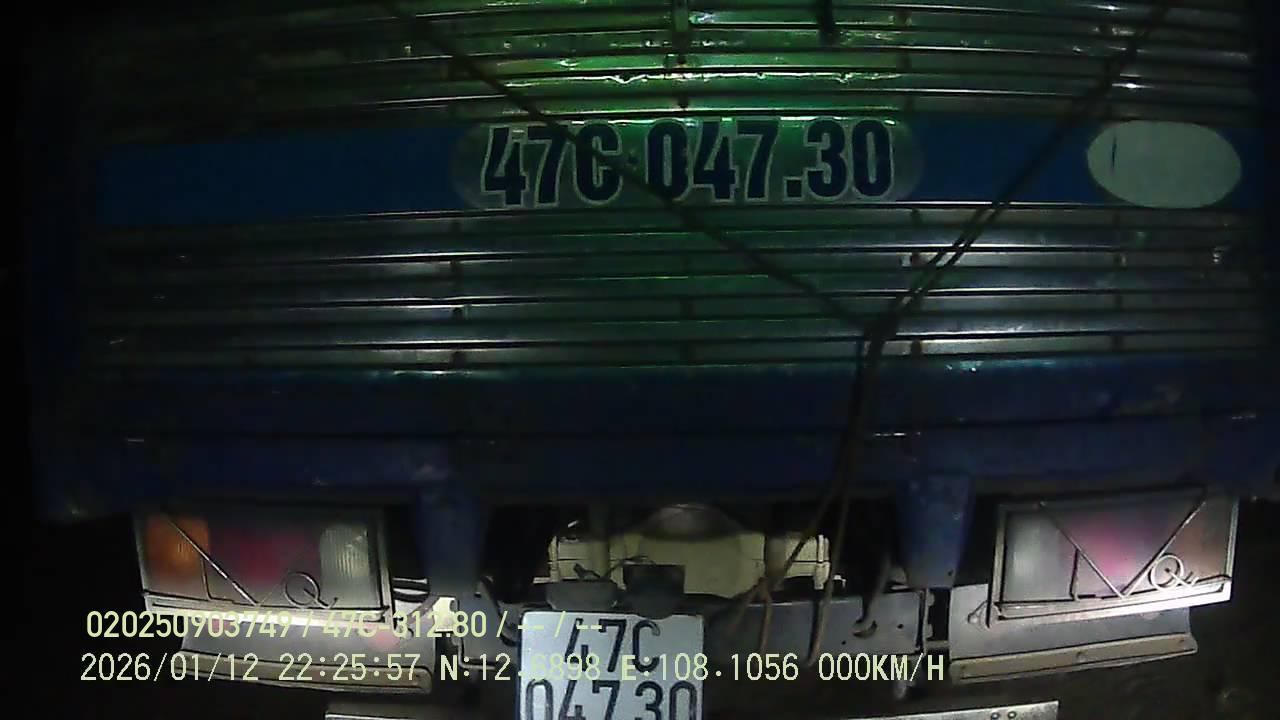 47C·047.30
020250903749 / 47C-312.80 / -- / --
47C
2026/01/12 22:25:57 N:12.6898 E:108.1056 000KM/H
047.30